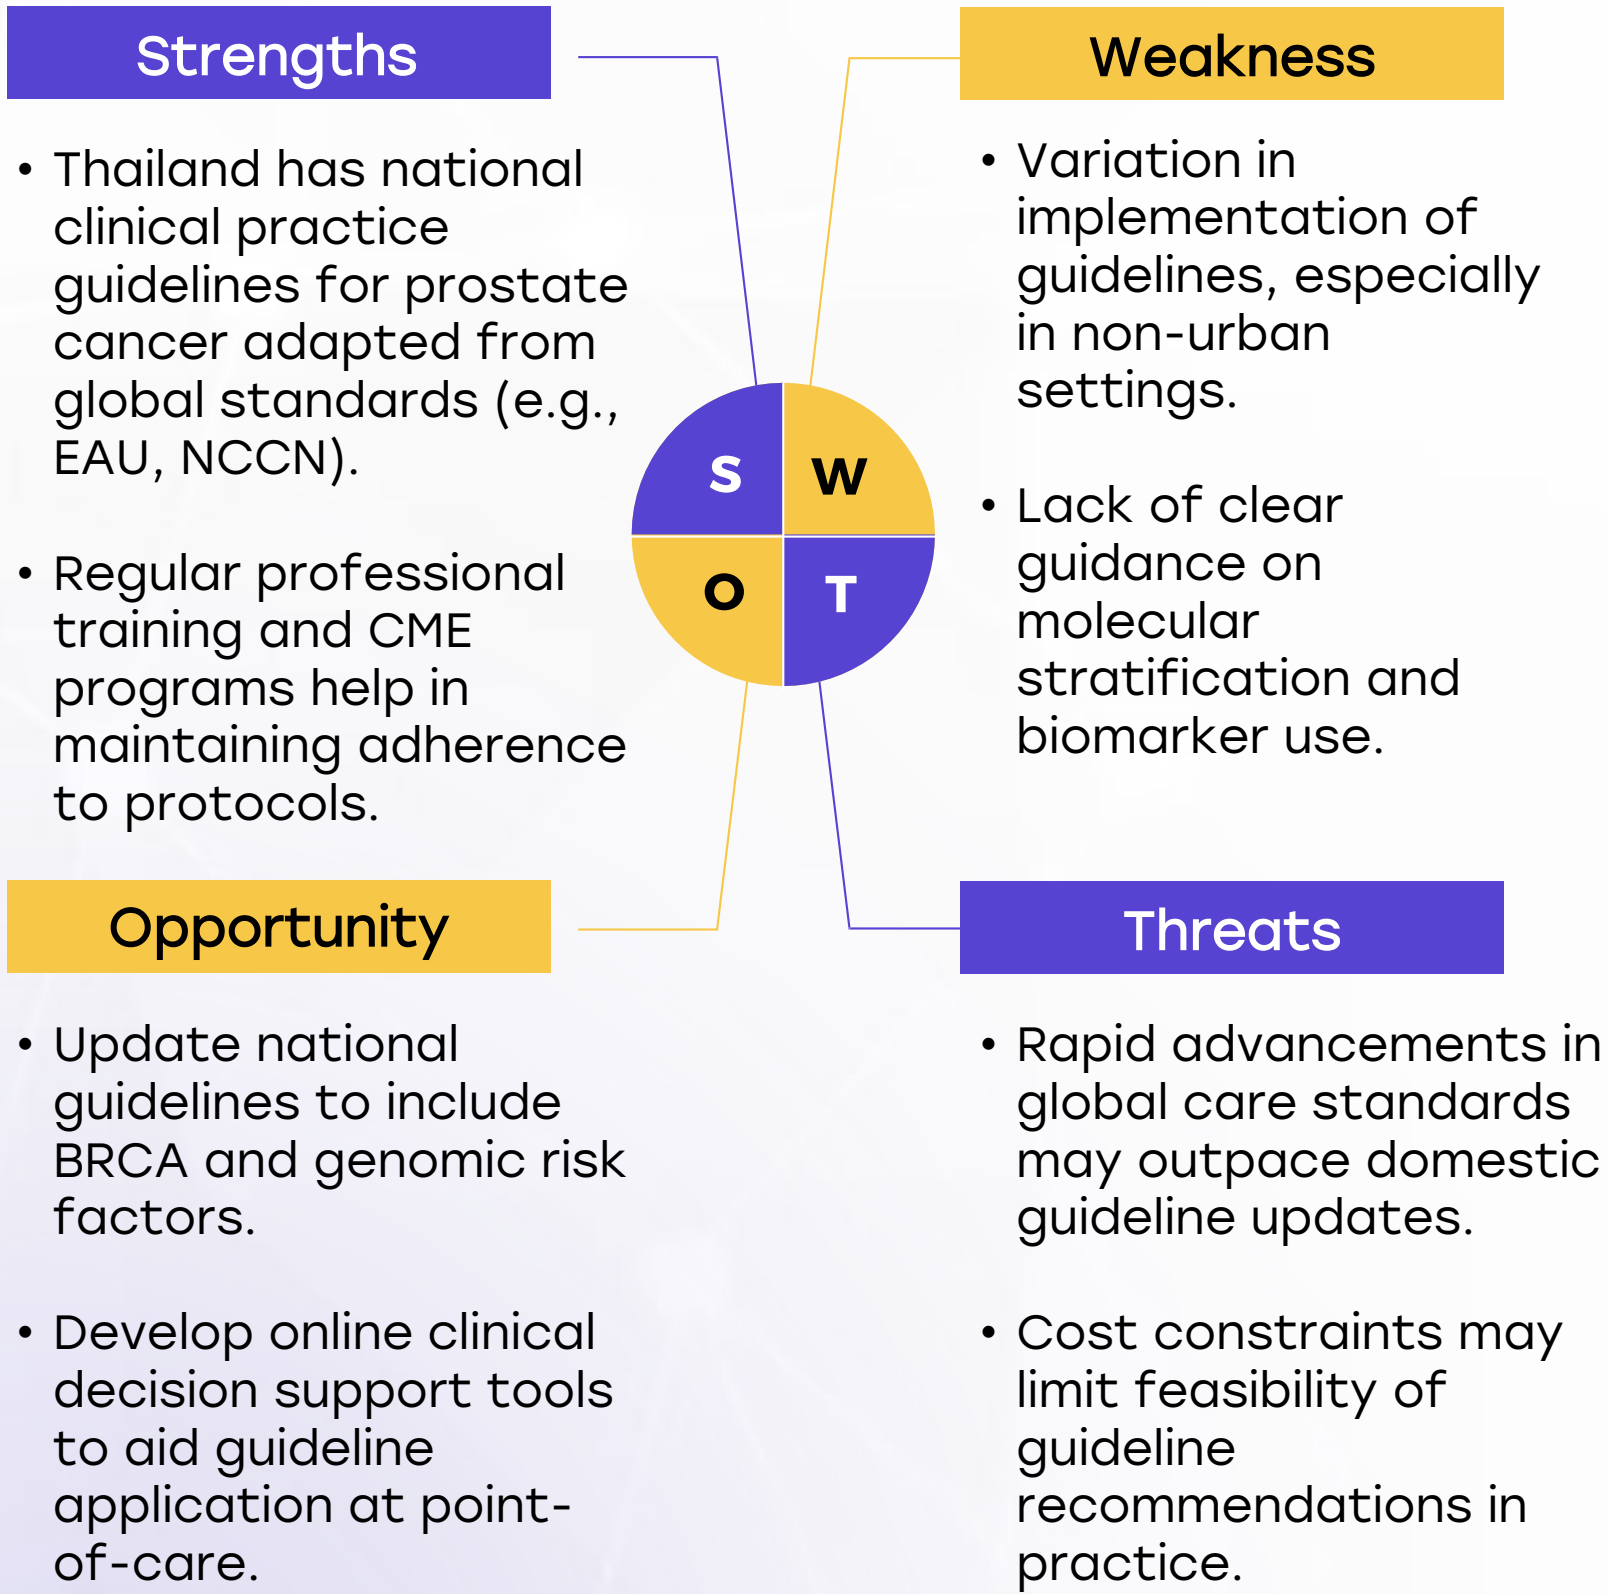 Strengths
• Thailand has national
clinical practice
guidelines for prostate
cancer adapted from
global standards (e.g.,
EAU, NCCN).
• Regular professional
training and CME
programs help in
maintaining adherence
to protocols.
Weakness
• Variation in
implementation of
guidelines, especially
in non-urban
settings.
• Lack of clear
guidance on
molecular
stratification and
biomarker use.
S
W
O
T
Opportunity
• Update national
guidelines to include
BRCA and genomic risk
factors.
• Develop online clinical
decision support tools
to aid guideline
application at point-
of-care.
Threats
• Rapid advancements in
global care standards
may outpace domestic
guideline updates.
• Cost constraints may
limit feasibility of
guideline
recommendations in
practice.